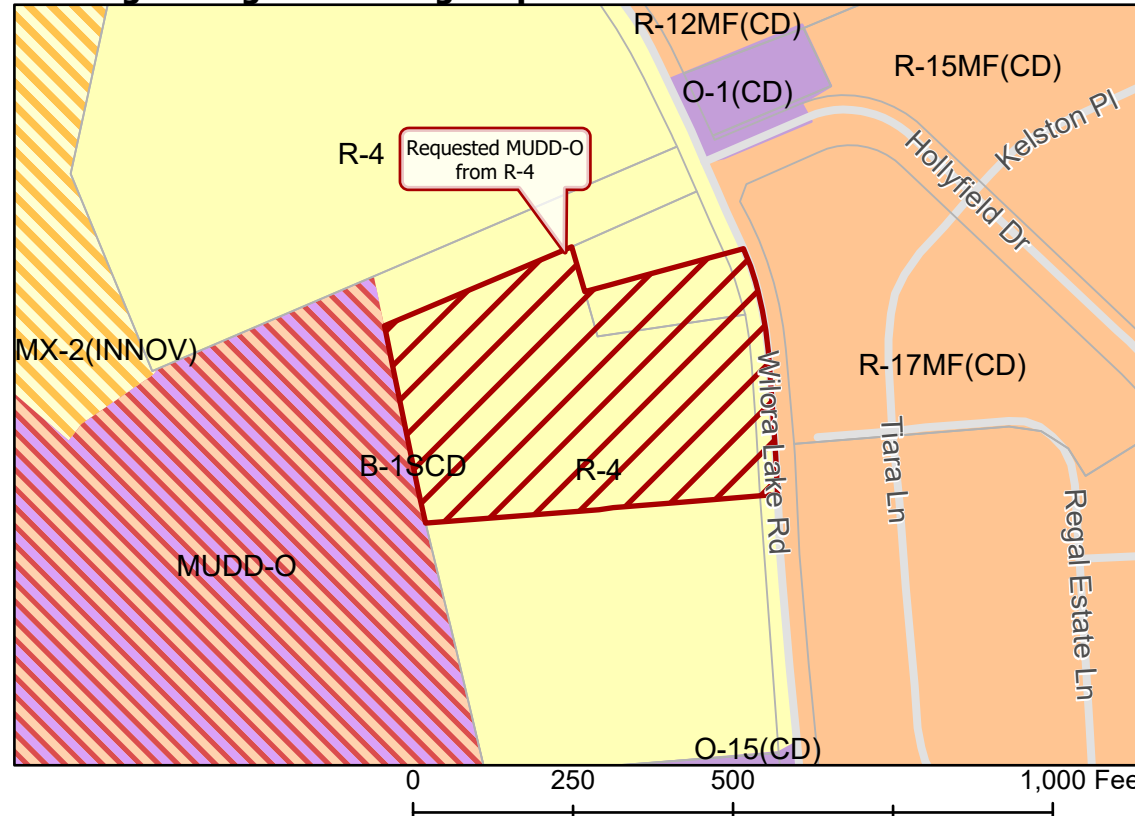 R-12MF(CD)
R-15MF(CD)
O-1(CD)
Kelston Pl
Requested MUDD-O
from R-4
R-4
Hollyfield Dr
MX-2(INNOV)
R-17MF(CD)
Wilora Lake Rd
B-1SCD
R-4
Tiara Ln
Regal Estate Ln
MUDD-O
O-15(CD)
0 250 500 1,000 Fee